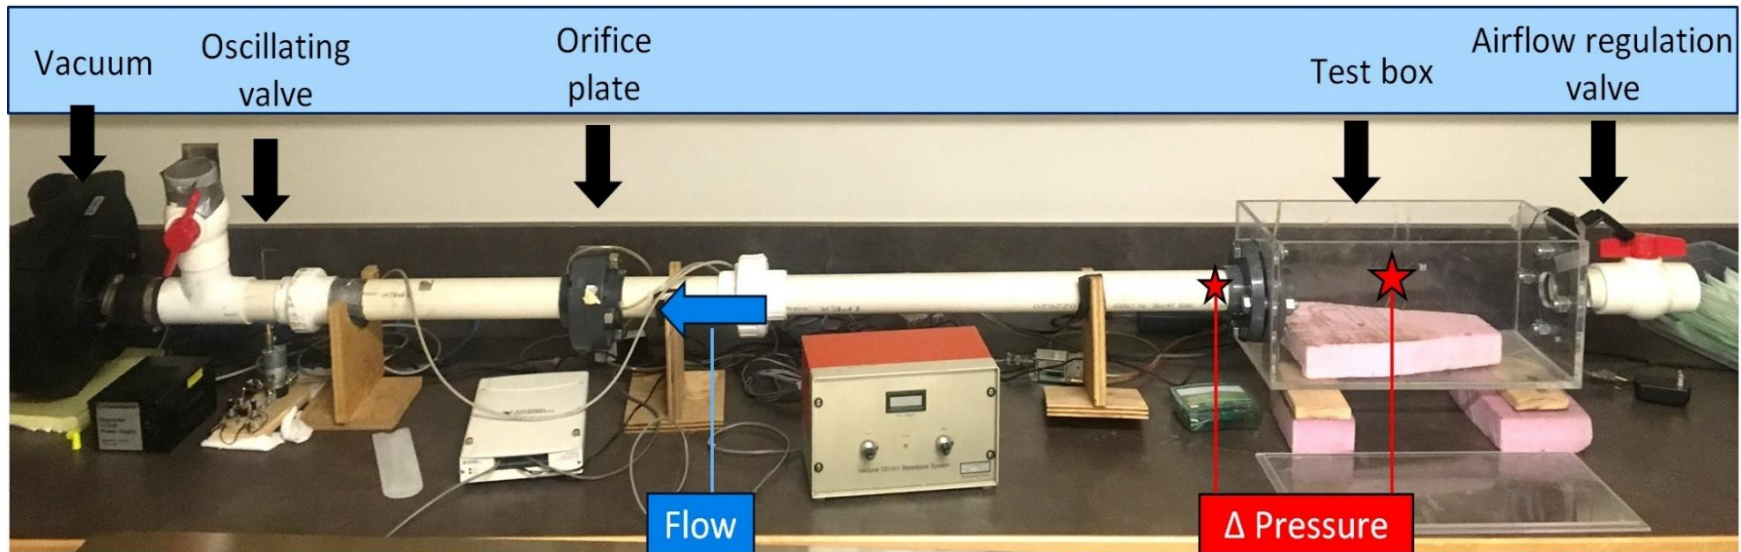 Vacuum
Oscillating
valve
Orifice
plate
Test box
Airflow regulation
valve
Flow
Δ Pressure